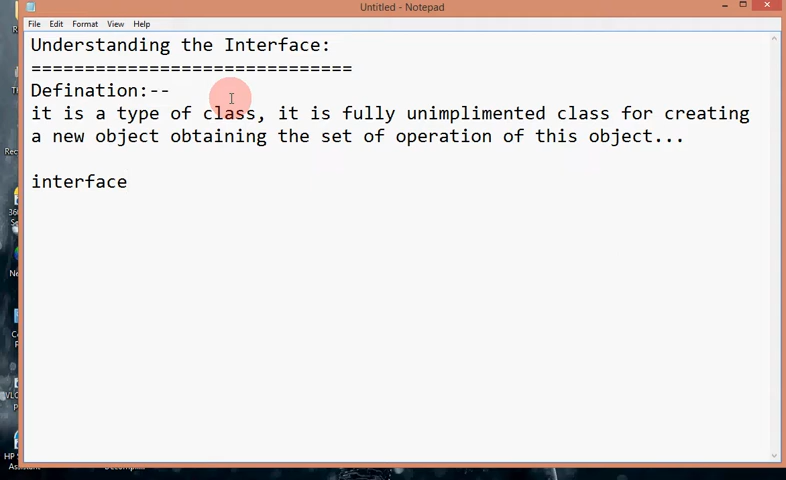 Untitled - Notepad
File Edit Format View Help
Understanding the Interface:
==============================
Defination:--
it is a type of class, it is fully unimplimented class for creating
a new object obtaining the set of operation of this object...
interface